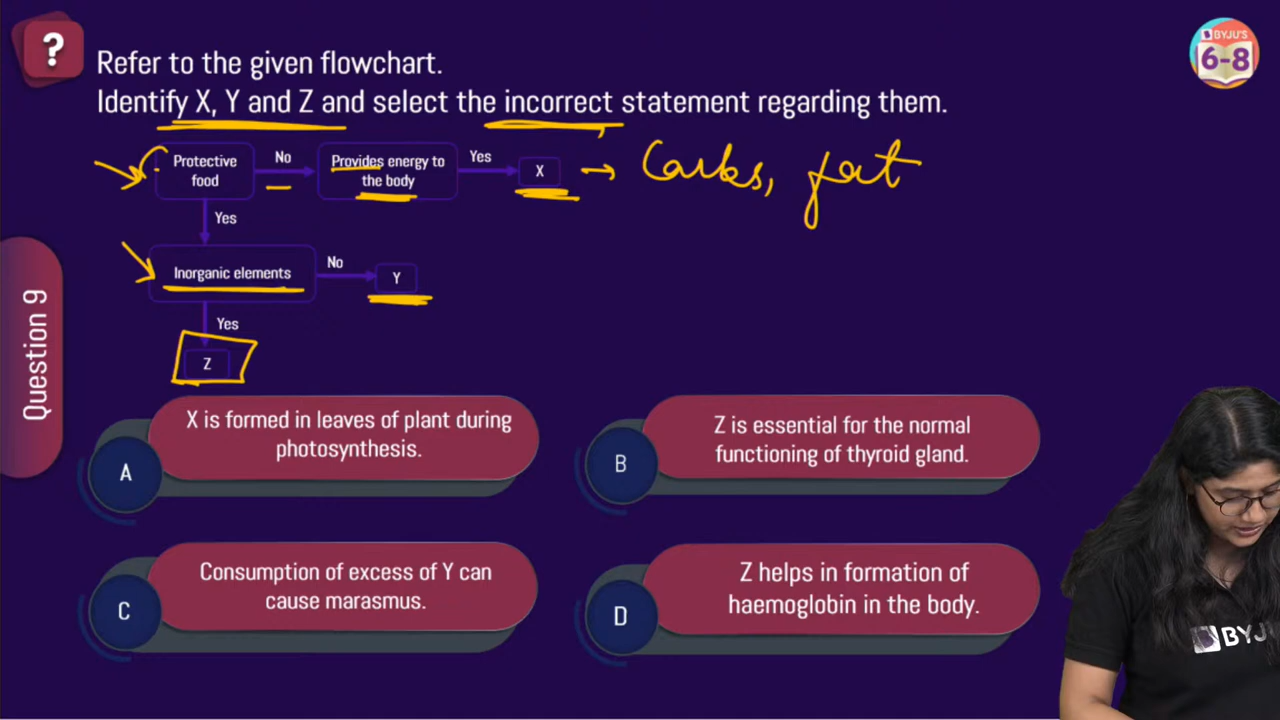 ?
BYJU'S
6-8
Refer to the given flowchart.
Identify X, Y and Z and select the incorrect statement regarding them.
Protective
food
No
Provides energy to
the body
Yes
X
→ Carbs, fat
Yes
Inorganic elements
No
Y
Yes
Z
Question 9
A
X is formed in leaves of plant during
photosynthesis.
B
Z is essential for the normal
functioning of thyroid gland.
C
Consumption of excess of Y can
cause marasmus.
D
Z helps in formation of
haemoglobin in the body.
BYJU